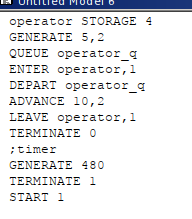 Untitled Model 6
operator STORAGE 4
GENERATE 5,2
QUEUE operator_q
ENTER operator,1
DEPART operator_q
ADVANCE 10,2
LEAVE operator,1
TERMINATE 0
;timer
GENERATE 480
TERMINATE 1
START 1